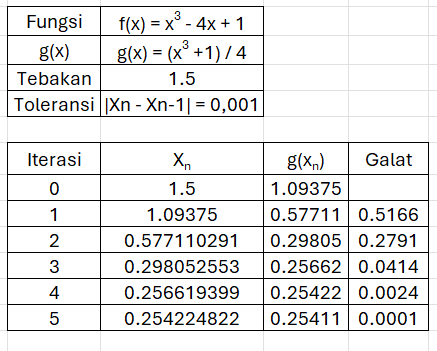 Fungsi f(x) = x³ - 4x + 1
g(x) g(x) = (x³ +1) / 4
Tebakan 1.5
Toleransi |Xn - Xn-1| = 0,001
Iterasi Xₙ g(xₙ) Galat
0 1.5 1.09375
1 1.09375 0.57711 0.5166
2 0.577110291 0.29805 0.2791
3 0.298052553 0.25662 0.0414
4 0.256619399 0.25422 0.0024
5 0.254224822 0.25411 0.0001